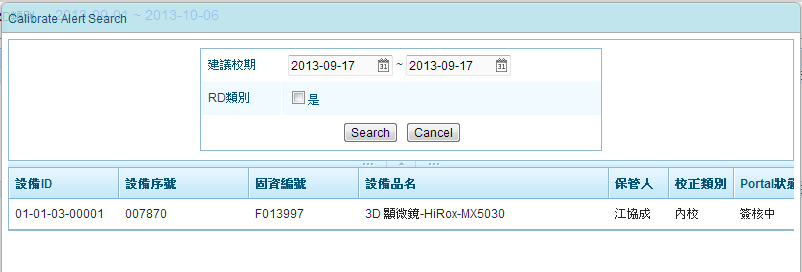 Calibrate Alert Search
2013-09-01 ~ 2013-10-06
建議校期 2013-09-17 ~ 2013-09-17
RD類別 是
Search Cancel
設備ID 設備序號 固資編號 設備品名 保管人 校正類別 Portal狀態
01-01-03-00001 007870 F013997 3D 顯微鏡-HiRox-MX5030 江協成 內校 簽核中